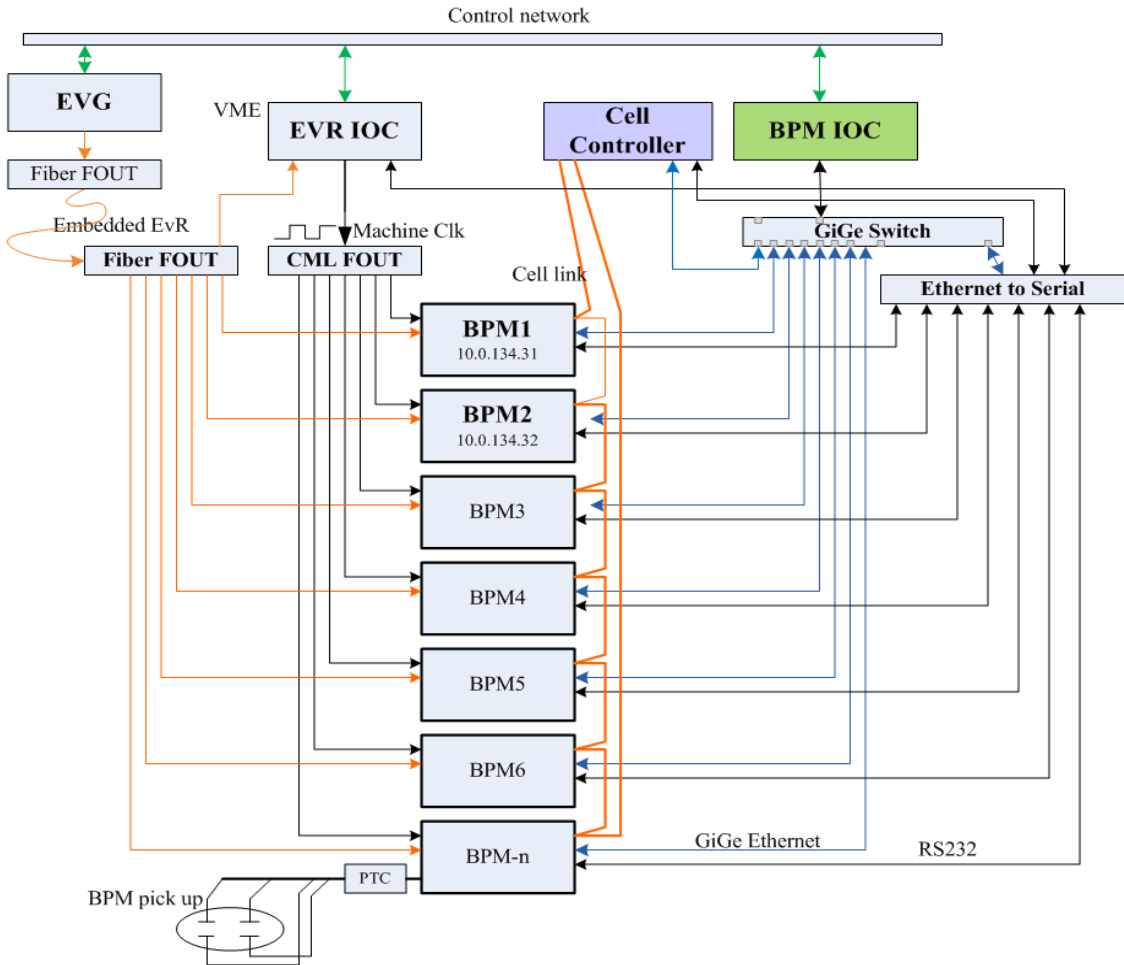 Control network
EVG
VME
EVR IOC
Cell
Controller
BPM IOC
Fiber FOUT
Embedded EvR
Machine Clk
GiGe Switch
Fiber FOUT
CML FOUT
Cell link
Ethernet to Serial
BPM1
10.0.134.31
BPM2
10.0.134.32
BPM3
BPM4
BPM5
BPM6
BPM-n
GiGe Ethernet
RS232
PTC
BPM pick up